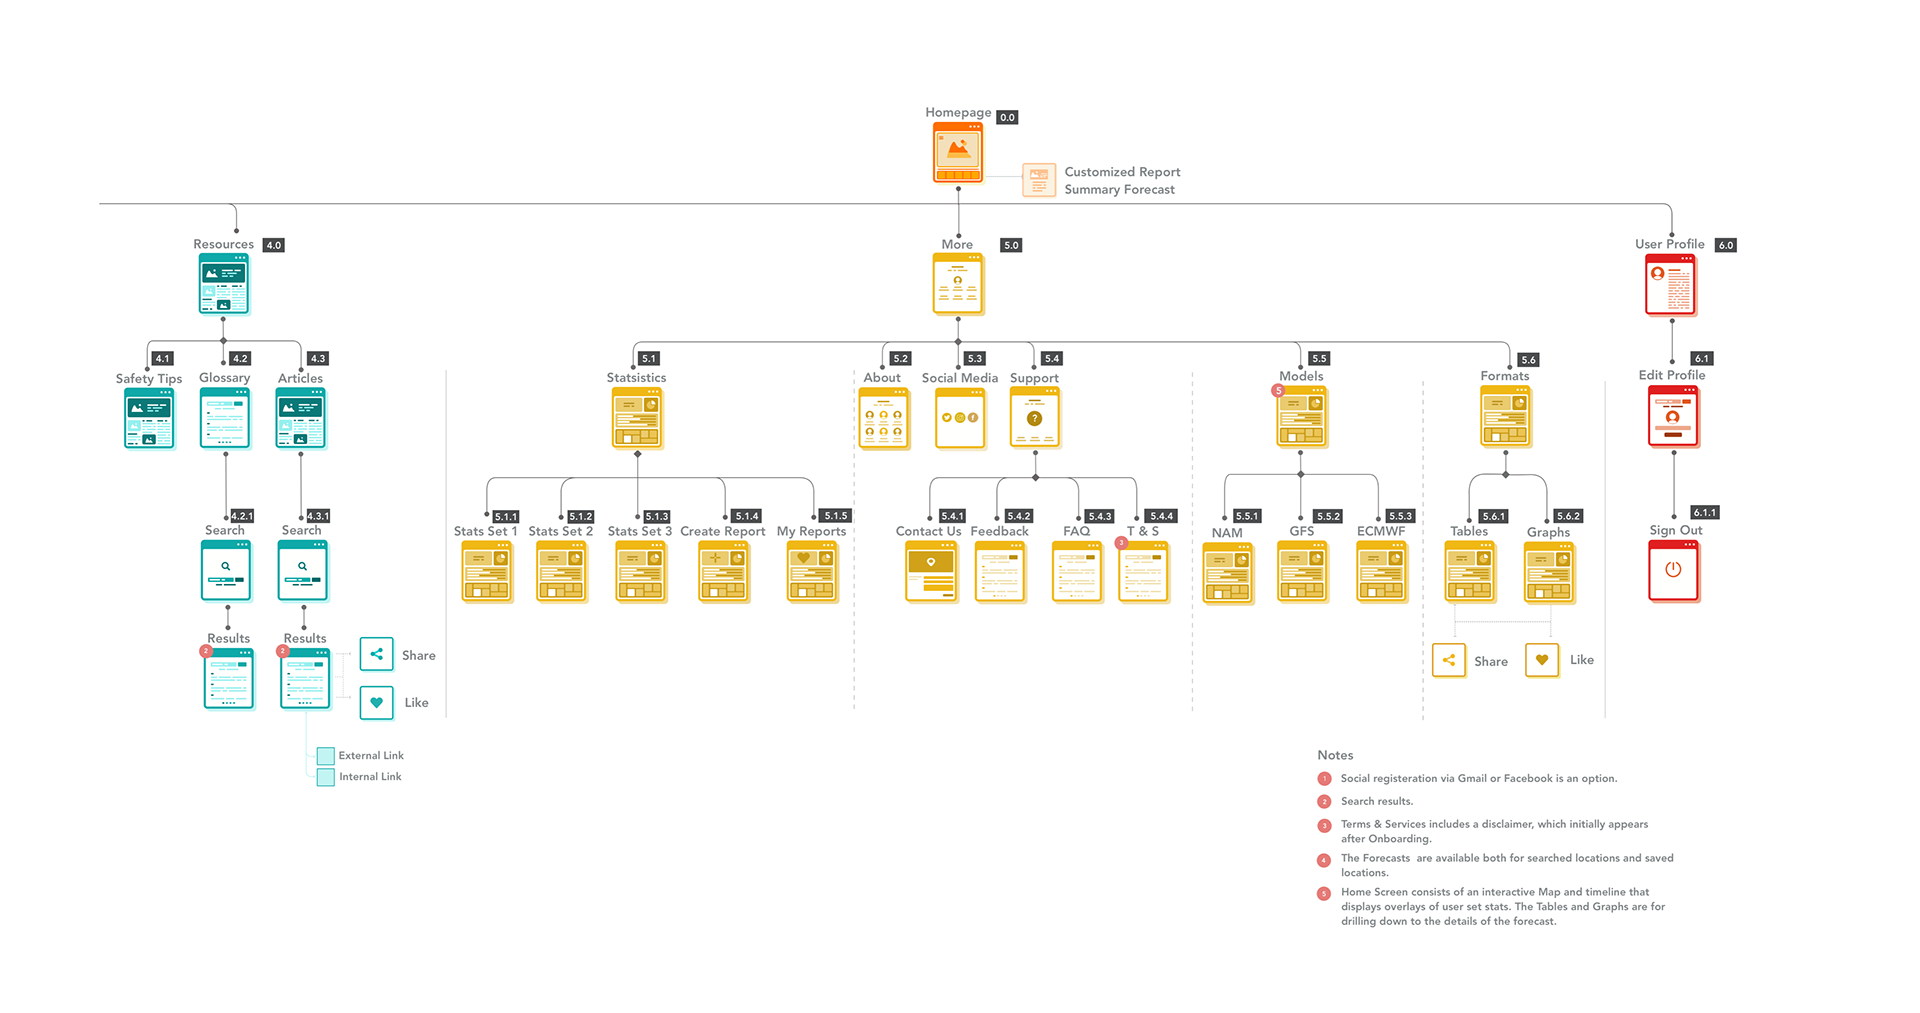 Homepage 0.0
Customized Report
Summary Forecast
Resources 4.0
More 5.0
User Profile 6.0
4.1 4.2 4.3 5.1 5.2 5.3 5.4 5.5 5.6 6.1
Safety Tips Glossary Articles Statsistics About Social Media Support Models Formats Edit Profile
5
?
f
4.2.1 4.3.1 5.1.1 5.1.2 5.1.3 5.1.4 5.1.5 5.4.1 5.4.2 5.4.3 5.4.4 5.5.1 5.5.2 5.5.3 5.6.1 5.6.2 6.1.1
Search Search Stats Set 1 Stats Set 2 Stats Set 3 Create Report My Reports Contact Us Feedback FAQ T & S NAM GFS ECMWF Tables Graphs Sign Out
3
Results Results
2 2
Share
Like
Share Like
External Link
Internal Link
Notes
1 Social registeration via Gmail or Facebook is an option.
2 Search results.
3 Terms & Services includes a disclaimer, which initially appears
after Onboarding.
4 The Forecasts are available both for searched locations and saved
locations.
5 Home Screen consists of an interactive Map and timeline that
displays overlays of user set stats. The Tables and Graphs are for
drilling down to the details of the forecast.